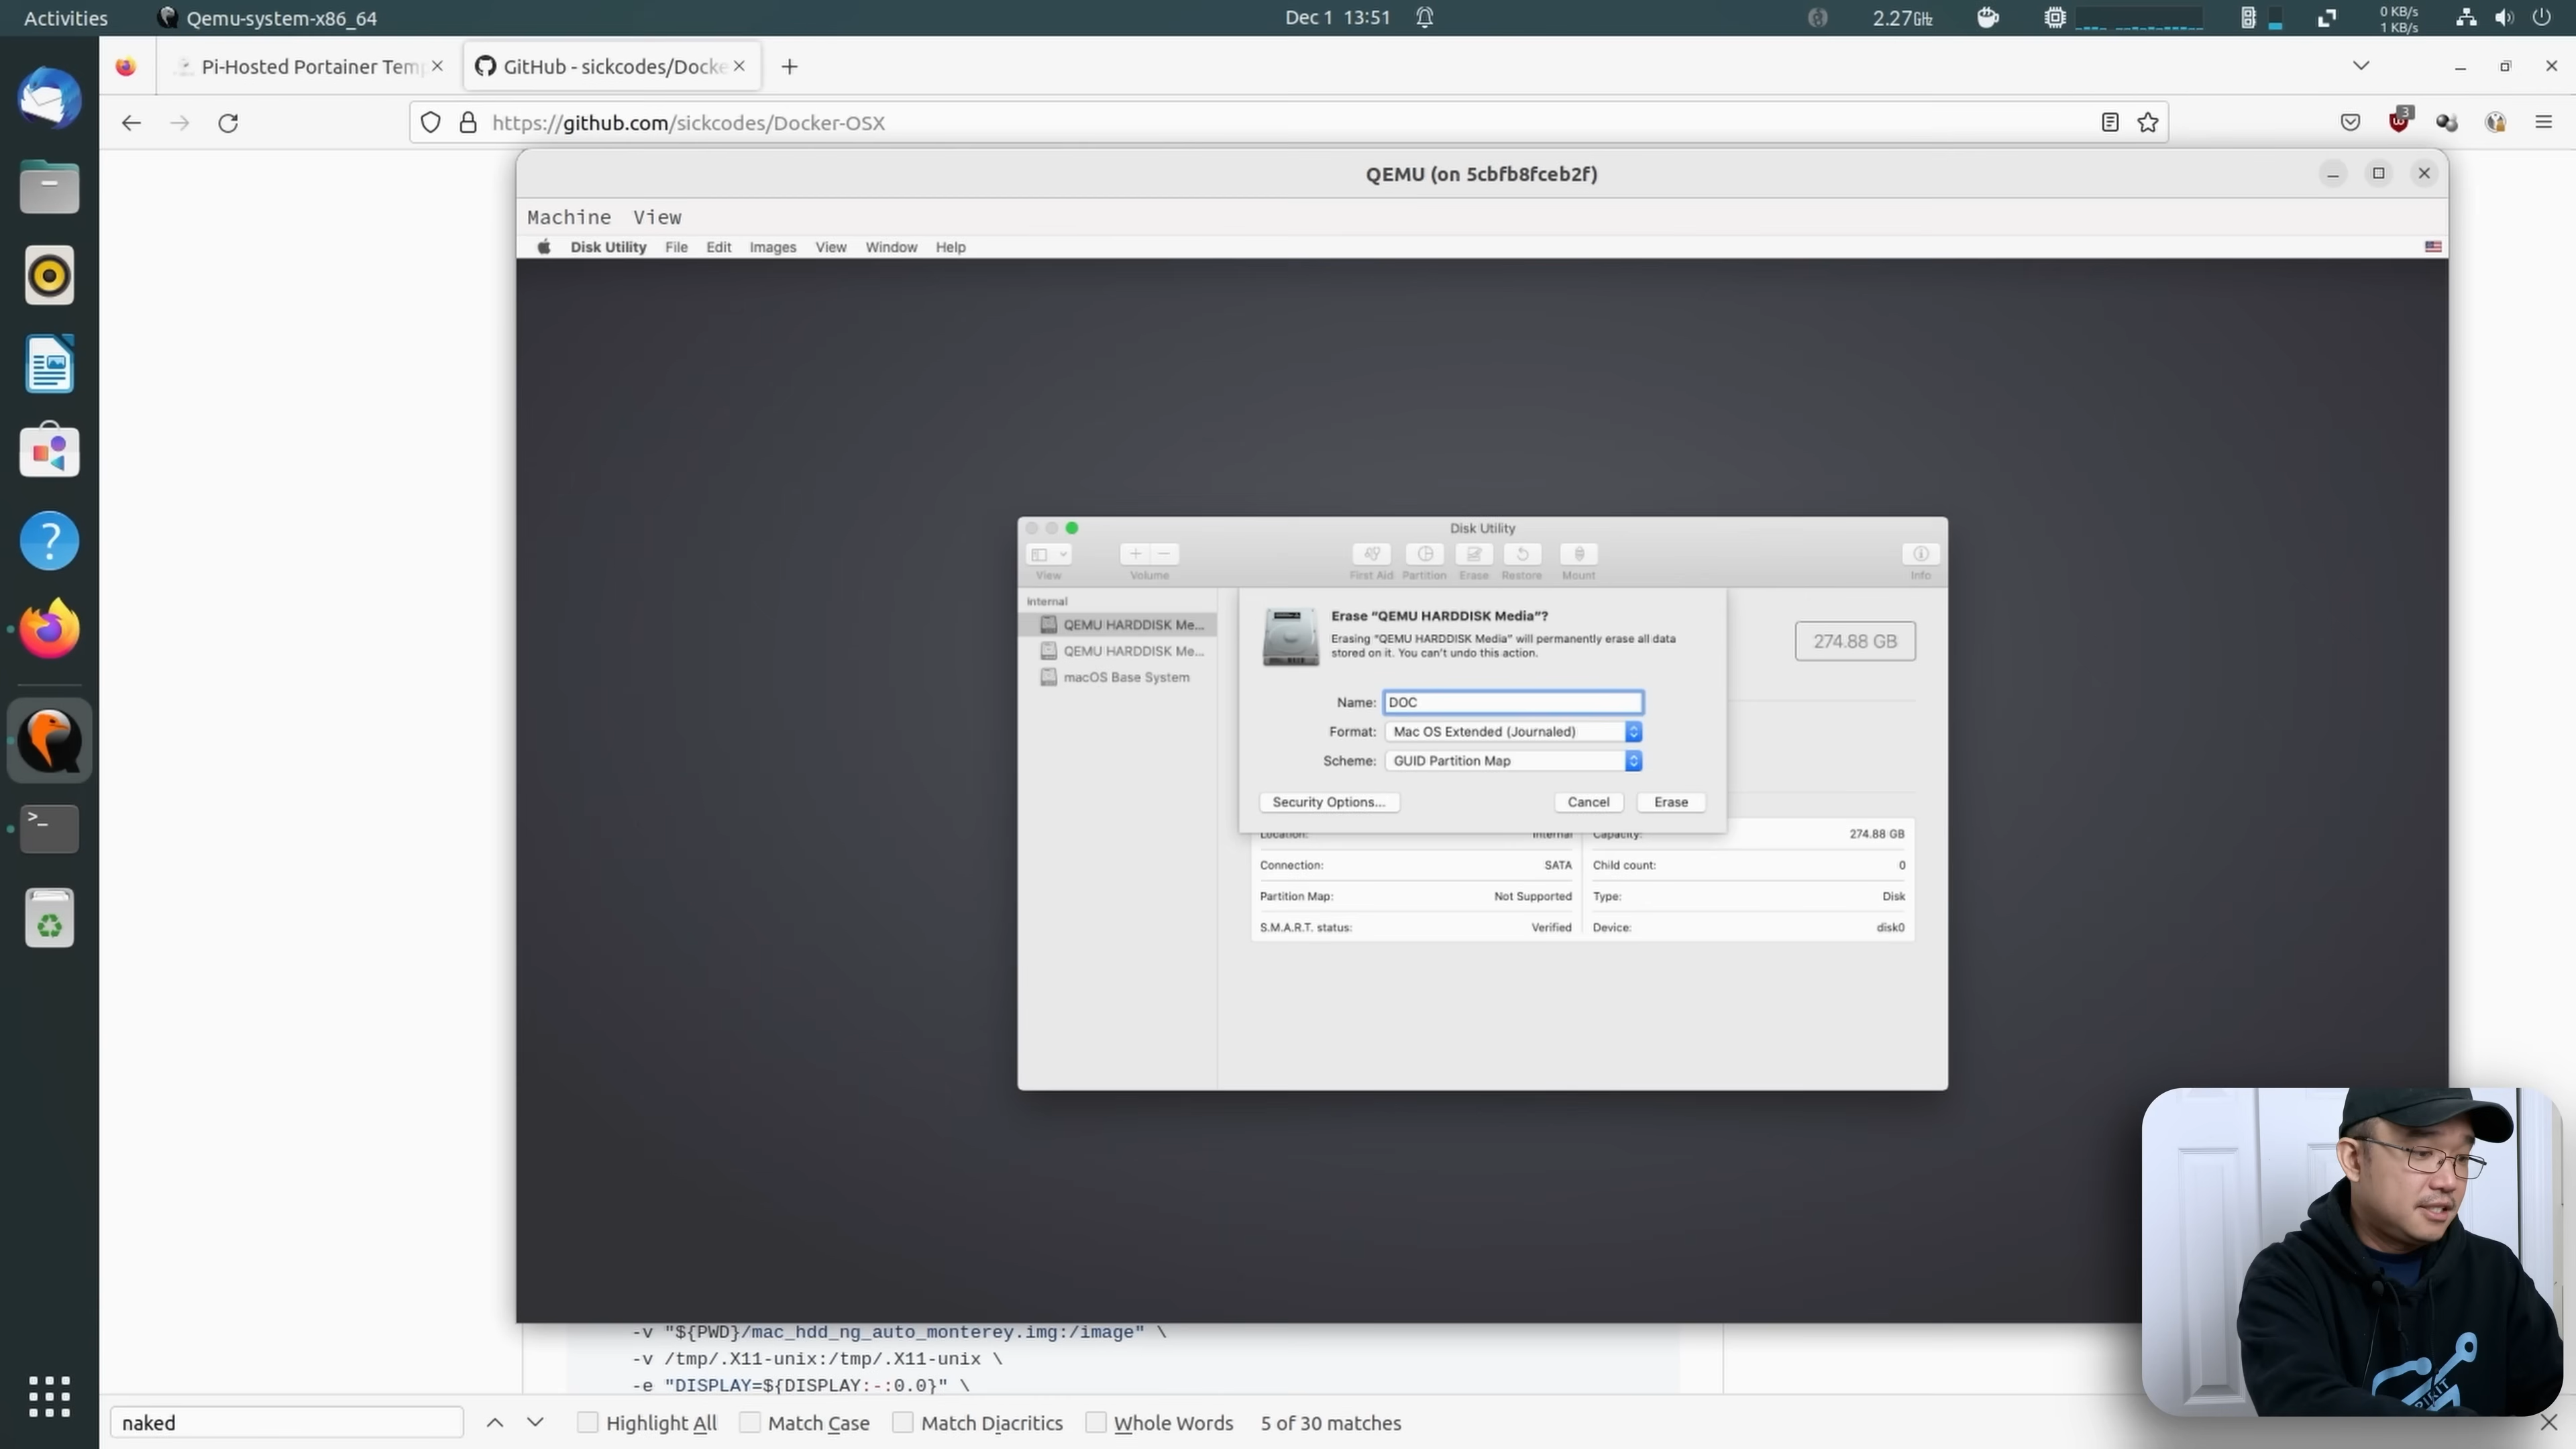 Activities
Qemu-system-x86_64
Dec 1 13:51
2.27GHz
0 KB/s
1 KB/s
Pi-Hosted Portainer Temp
GitHub - sickcodes/Docke
https://github.com/sickcodes/Docker-OSX
3
QEMU (on 5cbfb8fceb2f)
Machine View
Disk Utility File Edit Images View Window Help
Disk Utility
View
Volume
First Aid Partition Erase Restore Mount
Info
Internal
QEMU HARDDISK Me...
QEMU HARDDISK Me...
macOS Base System
Erase “QEMU HARDDISK Media”?
Erasing “QEMU HARDDISK Media” will permanently erase all data
stored on it. You can’t undo this action.
274.88 GB
Name: DOC
Format: Mac OS Extended (Journaled)
Scheme: GUID Partition Map
Security Options... Cancel Erase
Location: Internal Capacity: 274.88 GB
Connection: SATA Child count: 0
Partition Map: Not Supported Type: Disk
S.M.A.R.T. status: Verified Device: disk0
-v "${PWD}/mac_hdd_ng_auto_monterey.img:/image" \
-v /tmp/.X11-unix:/tmp/.X11-unix \
-e "DISPLAY=${DISPLAY:-:0.0}" \
naked
Highlight All Match Case Match Diacritics Whole Words 5 of 30 matches